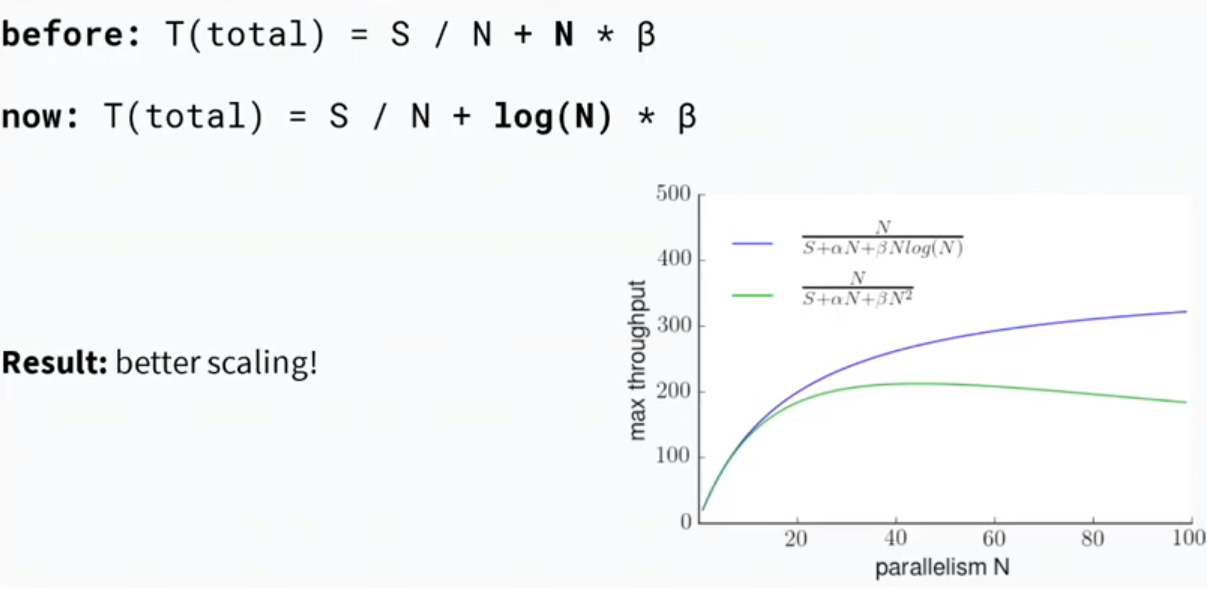 before: T(total) = S / N + N * β
now: T(total) = S / N + log(N) * β
Result: better scaling!
500
400
300
200
100
0
max throughput
N
S+αN+βNlog(N)
N
S+αN+βN²
20 40 60 80 100
parallelism N